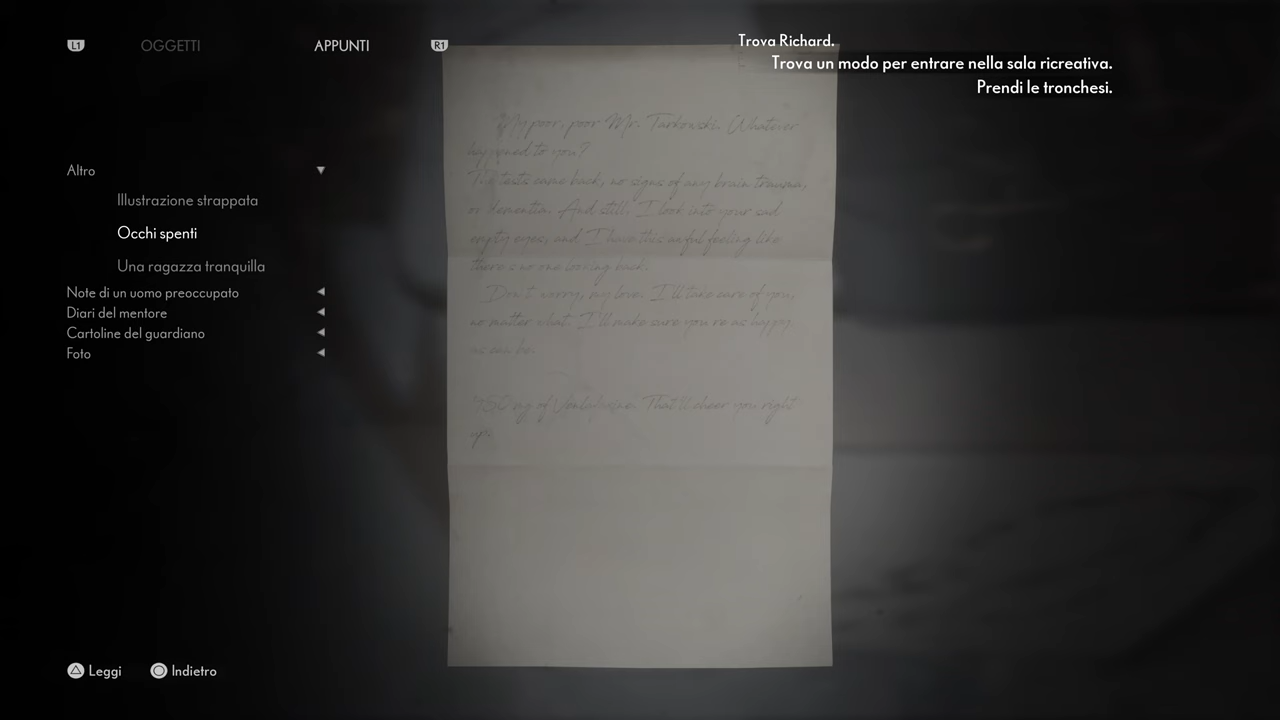 L1
OGGETTI
APPUNTI
R1
Trova Richard.
Trova un modo per entrare nella sala ricreativa.
Prendi le tronchesi.
Altro
Illustrazione strappata
Occhi spenti
Una ragazza tranquilla
Note di un uomo preoccupato
Diari del mentore
Cartoline del guardiano
Foto
My poor, poor Mr. Tarkowski. Whatever
happened to you?
The tests came back, no signs of any brain trauma,
or dementia. And still, I look into your sad
empty eyes, and I have this awful feeling like
there's no one looking back.
Don't worry, my love. I'll take care of you,
no matter what. I'll make sure you're as happy
as can be.
mg of Venlafaxine. That'll cheer you right
up.
Leggi
Indietro